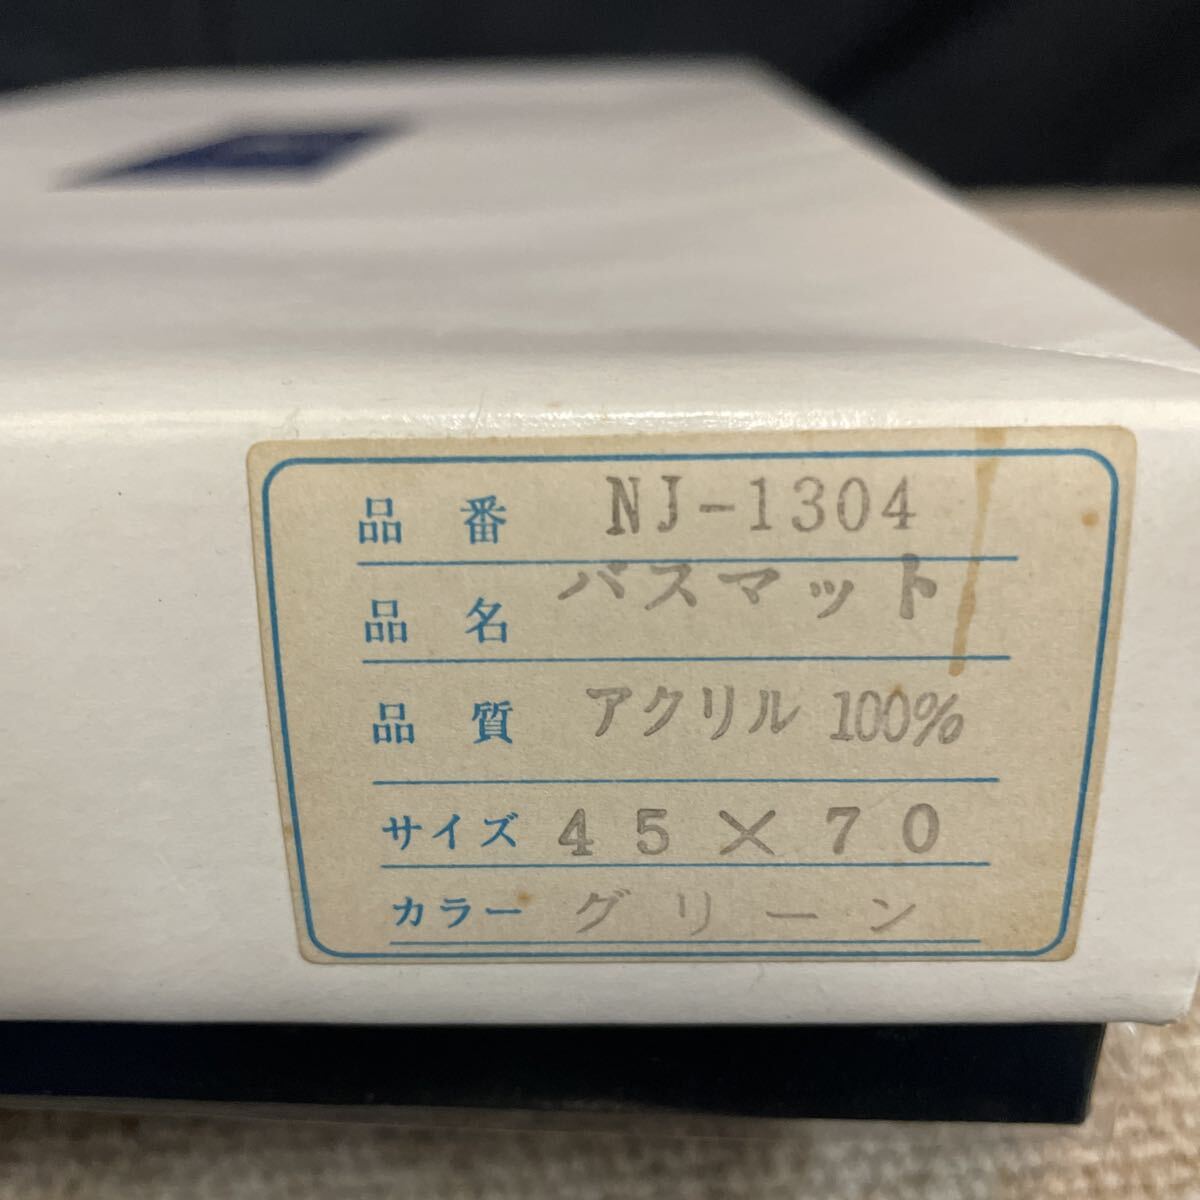 品番 NJ-1304
品名 バスマット
品質 アクリル 100%
サイズ 45×70
カラー グリーン